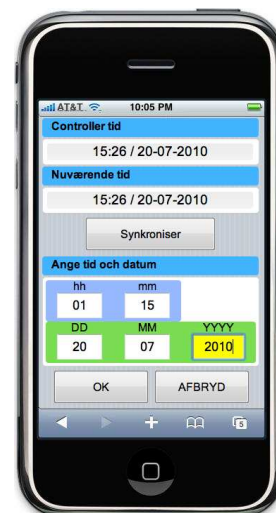 AT&T 10:05 PM
Controller tid
15:26 / 20-07-2010
Nuværende tid
15:26 / 20-07-2010
Synkroniser
Ange tid och datum
hh mm
01 15
DD MM YYYY
20 07 2010
OK AFBRYD
5